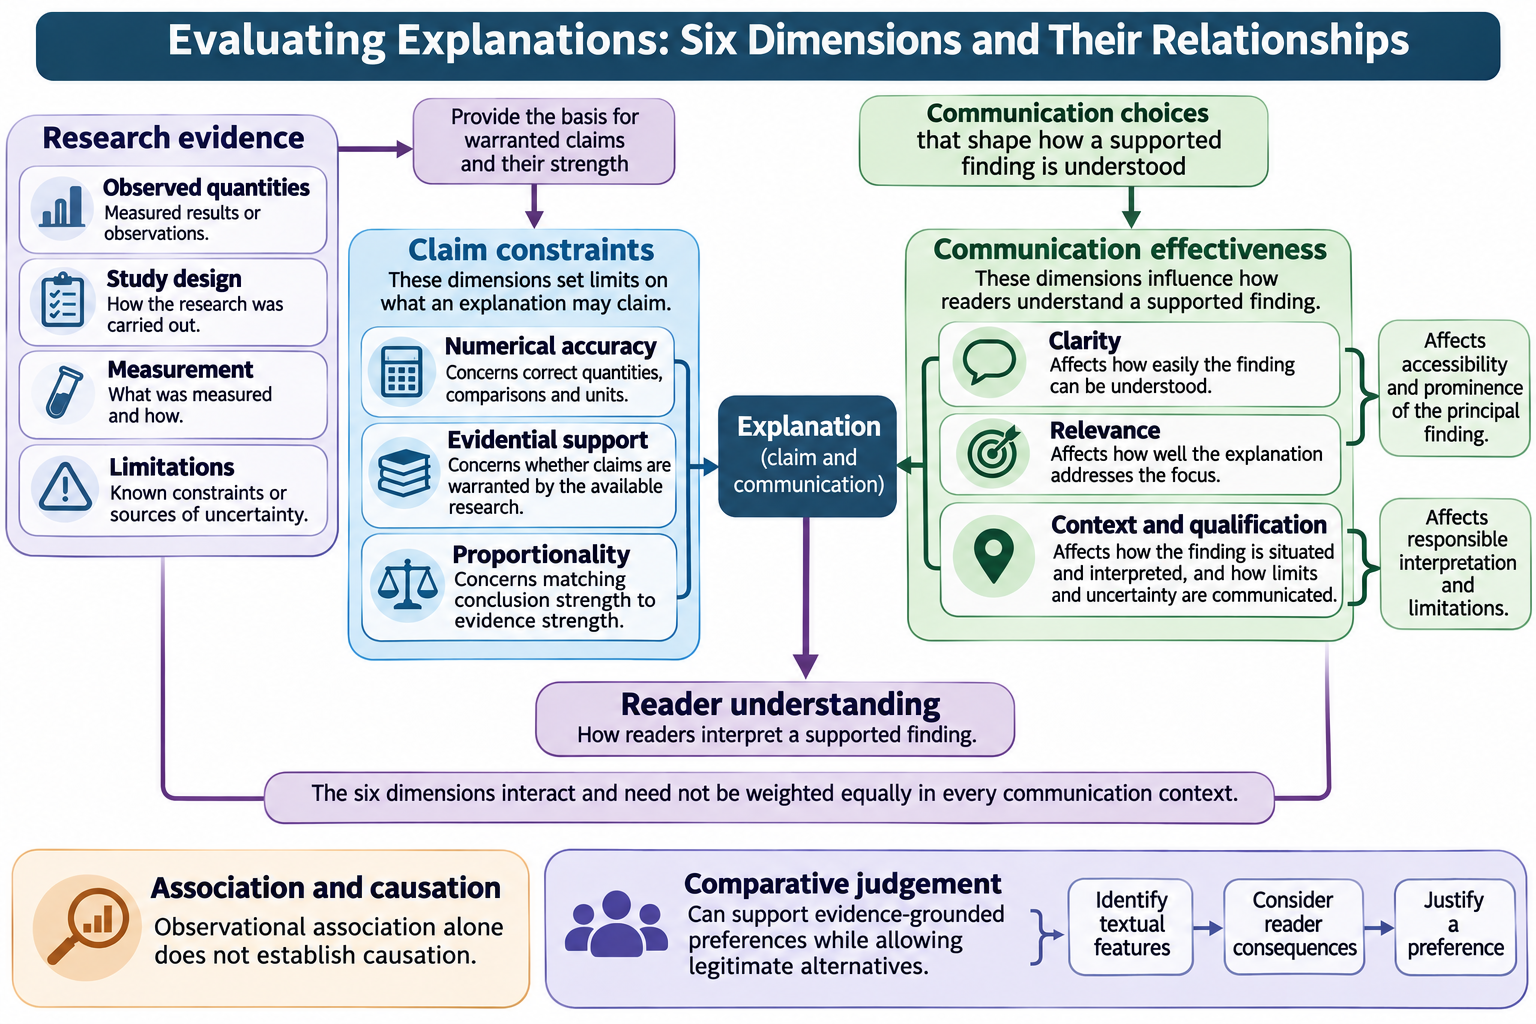 Evaluating Explanations: Six Dimensions and Their Relationships
Research evidence
Observed quantities
Measured results or
observations.
Study design
How the research was
carried out.
Measurement
What was measured
and how.
Limitations
Known constraints or
sources of uncertainty.
Provide the basis for
warranted claims
and their strength
Claim constraints
These dimensions set limits on
what an explanation may claim.
Numerical accuracy
Concerns correct quantities,
comparisons and units.
Evidential support
Concerns whether claims are
warranted by the available
research.
Proportionality
Concerns matching
conclusion strength to
evidence strength.
Explanation
(claim and
communication)
Communication choices
that shape how a supported
finding is understood
Communication effectiveness
These dimensions influence how
readers understand a supported finding.
Clarity
Affects how easily the finding
can be understood.
Relevance
Affects how well the explanation
addresses the focus.
Context and qualification
Affects how the finding is situated
and interpreted, and how limits
and uncertainty are communicated.
Affects
accessibility
and prominence
of the principal
finding.
Affects
responsible
interpretation
and
limitations.
Reader understanding
How readers interpret a supported finding.
The six dimensions interact and need not be weighted equally in every communication context.
Association and causation
Observational association alone
does not establish causation.
Comparative judgement
Can support evidence-grounded
preferences while allowing
legitimate alternatives.
Identify
textual
features
Consider
reader
consequences
Justify
a
preference